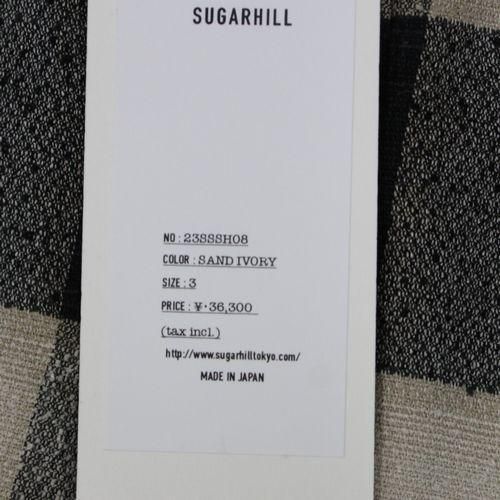 SUGARHILL
NO : 23SSSH08
COLOR : SAND IVORY
SIZE : 3
PRICE : ¥・36,300
(tax incl.)
http://www.sugarhilltokyo.com/
MADE IN JAPAN